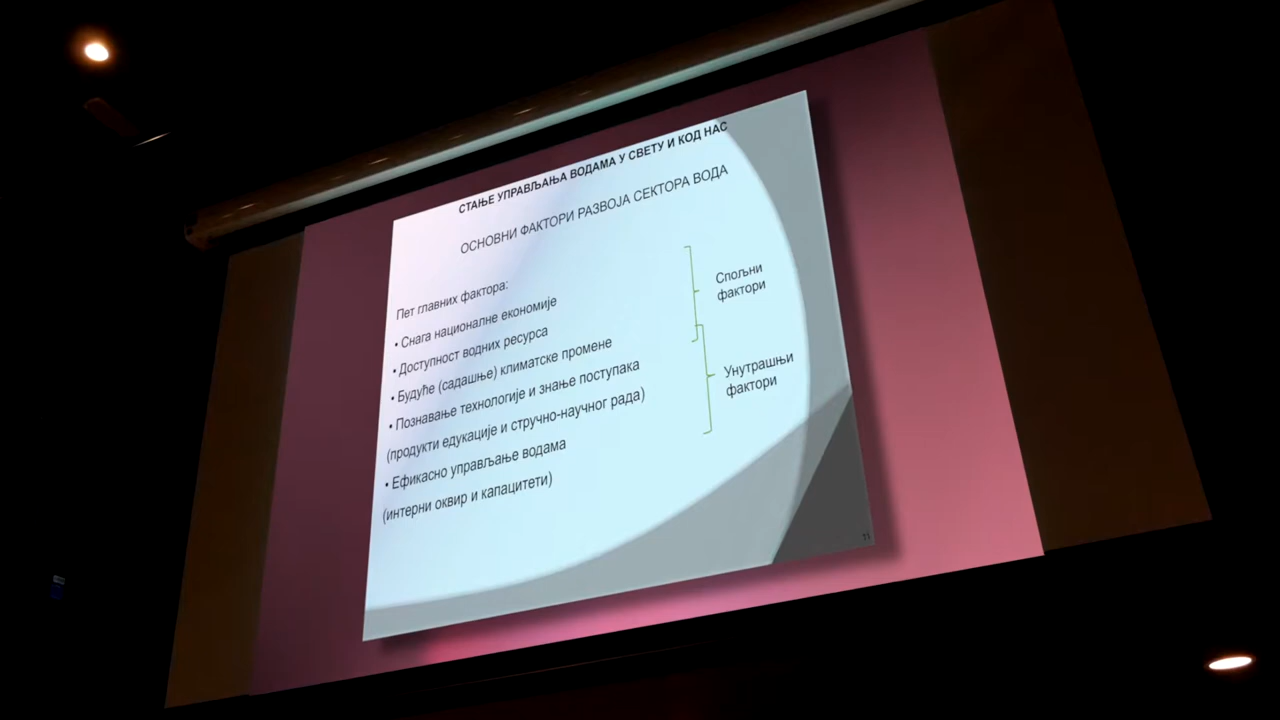 СТАЊЕ УПРАВЉАЊА ВОДАМА У СВЕТУ И КОД НАС
ОСНОВНИ ФАКТОРИ РАЗВОЈА СЕКТОРА ВОДА
Пет главних фактора:
• Снага националне економије
• Доступност водних ресурса
• Будуће (садашње) климатске промене
• Познавање технологије и знање поступака
(продукти едукације и стручно-научног рада)
• Ефикасно управљање водама
(интерни оквир и капацитети)
Спољни
фактори
Унутрашњи
фактори